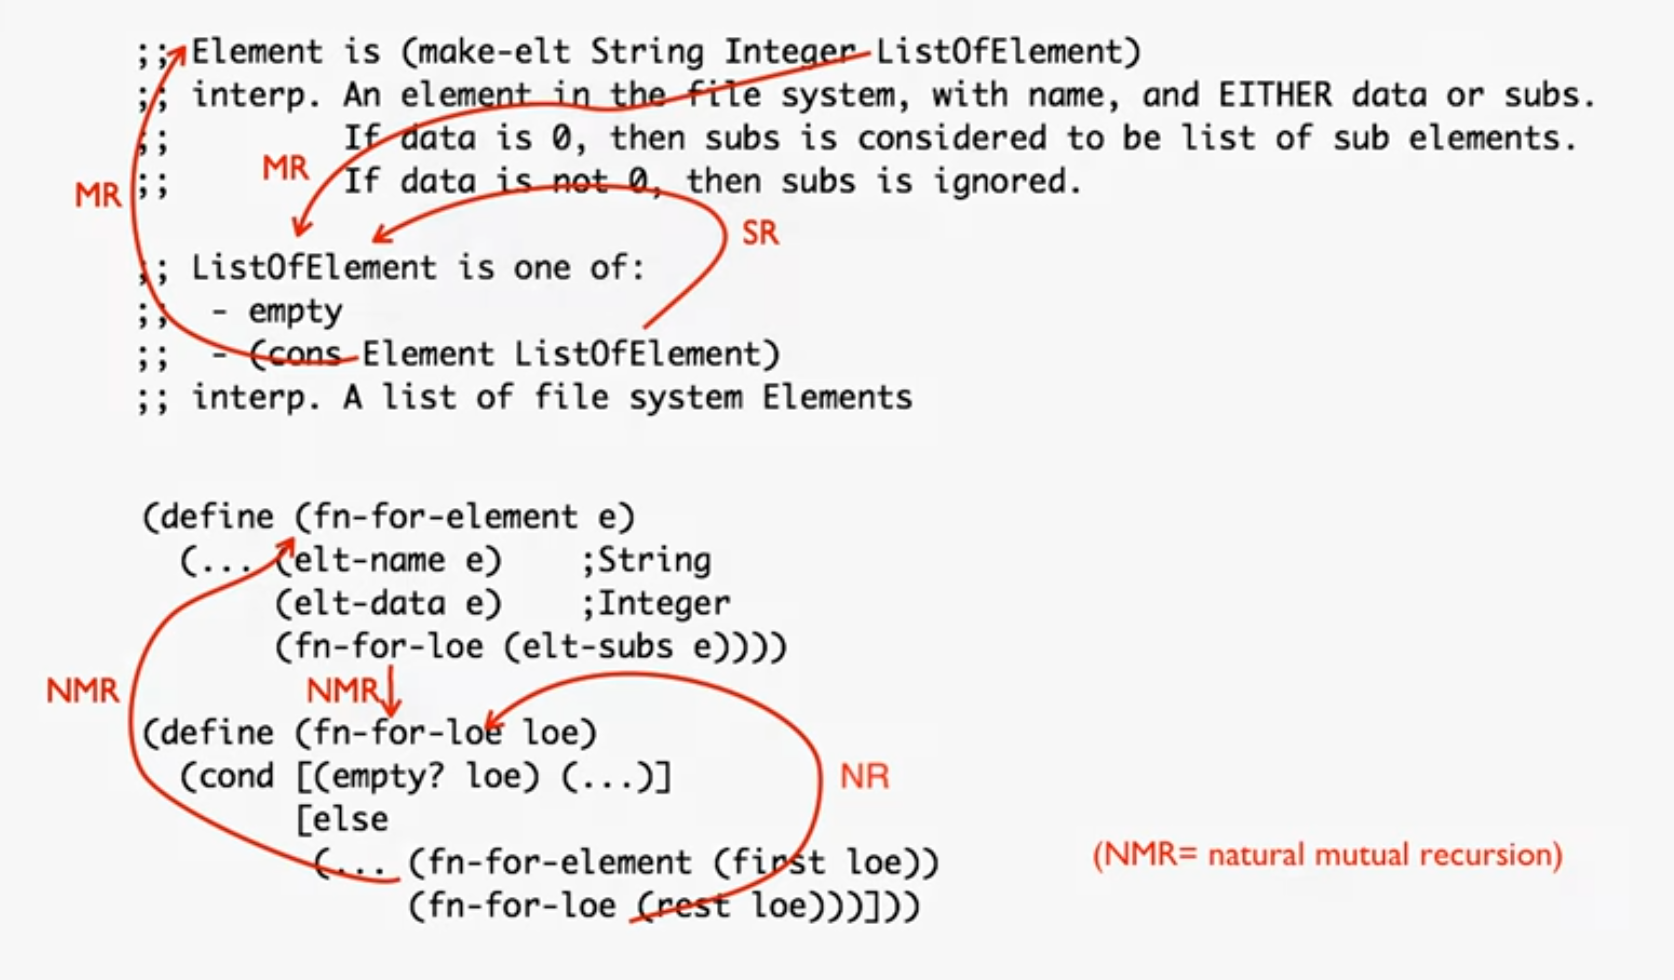 ;; Element is (make-elt String Integer ListOfElement)
;; interp. An element in the file system, with name, and EITHER data or subs.
;;         If data is 0, then subs is considered to be list of sub elements.
MR
MR ;;         If data is not 0, then subs is ignored.
SR
;; ListOfElement is one of:
;;  - empty
;;  - (cons Element ListOfElement)
;; interp. A list of file system Elements
(define (fn-for-element e)
  (... (elt-name e)    ;String
       (elt-data e)    ;Integer
       (fn-for-loe (elt-subs e))))
NMR NMR
(define (fn-for-loe loe)
  (cond [(empty? loe) (...)]
NR
        [else
         (... (fn-for-element (first loe))
(NMR= natural mutual recursion)
              (fn-for-loe (rest loe)))]))